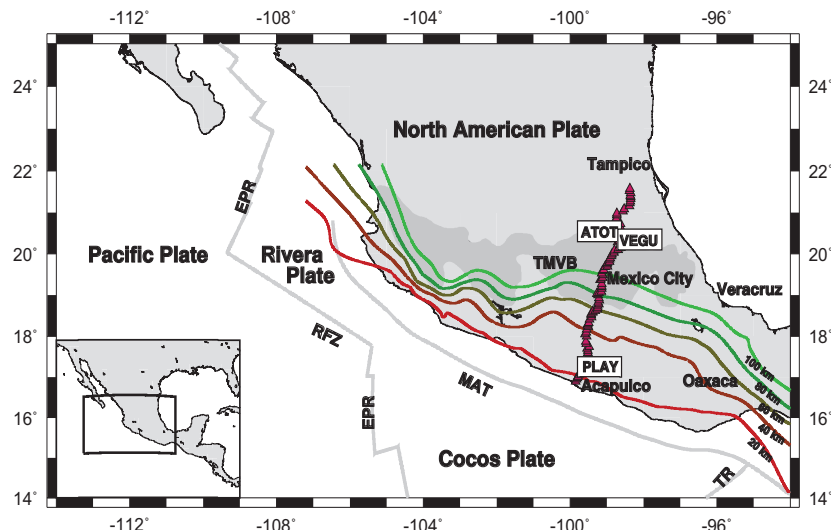 -112° -108° -104° -100° -96°
24° 24°
North American Plate
Tampico
22° 22°
EPR
ATOT
VEGU
20° 20°
Pacific Plate
Rivera
Plate
TMVB
Mexico City
Veracruz
18° 18°
RFZ
100 km
80 km
60 km
40 km
20 km
PLAY
Acapulco
Oaxaca
MAT
16° 16°
EPR
Cocos Plate
TR
14° 14°
-112° -108° -104° -100° -96°